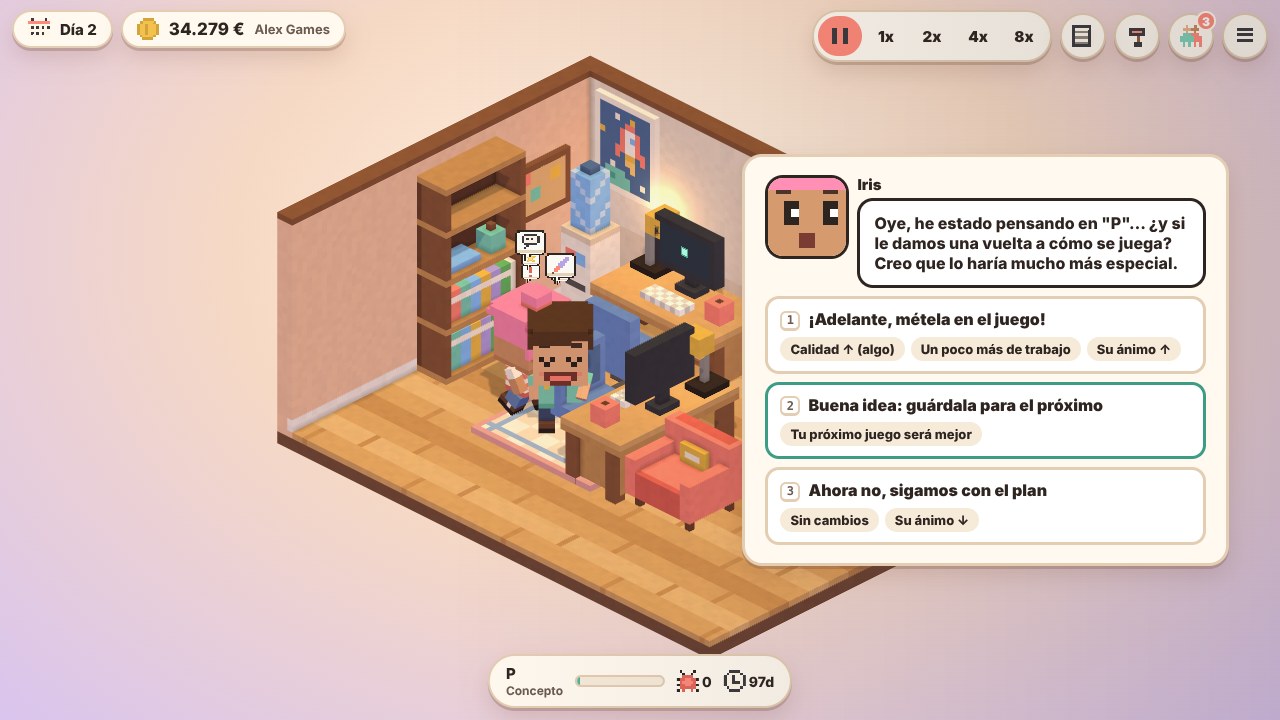 Día 2
34.279 €
Alex Games
1x
2x
4x
8x
3
Iris
Oye, he estado pensando en "P"... ¿y si
le damos una vuelta a cómo se juega?
Creo que lo haría mucho más especial.
1 ¡Adelante, métela en el juego!
Calidad ↑ (algo)
Un poco más de trabajo
Su ánimo ↑
2 Buena idea: guárdala para el próximo
Tu próximo juego será mejor
3 Ahora no, sigamos con el plan
Sin cambios
Su ánimo ↓
P
Concepto
0
97d